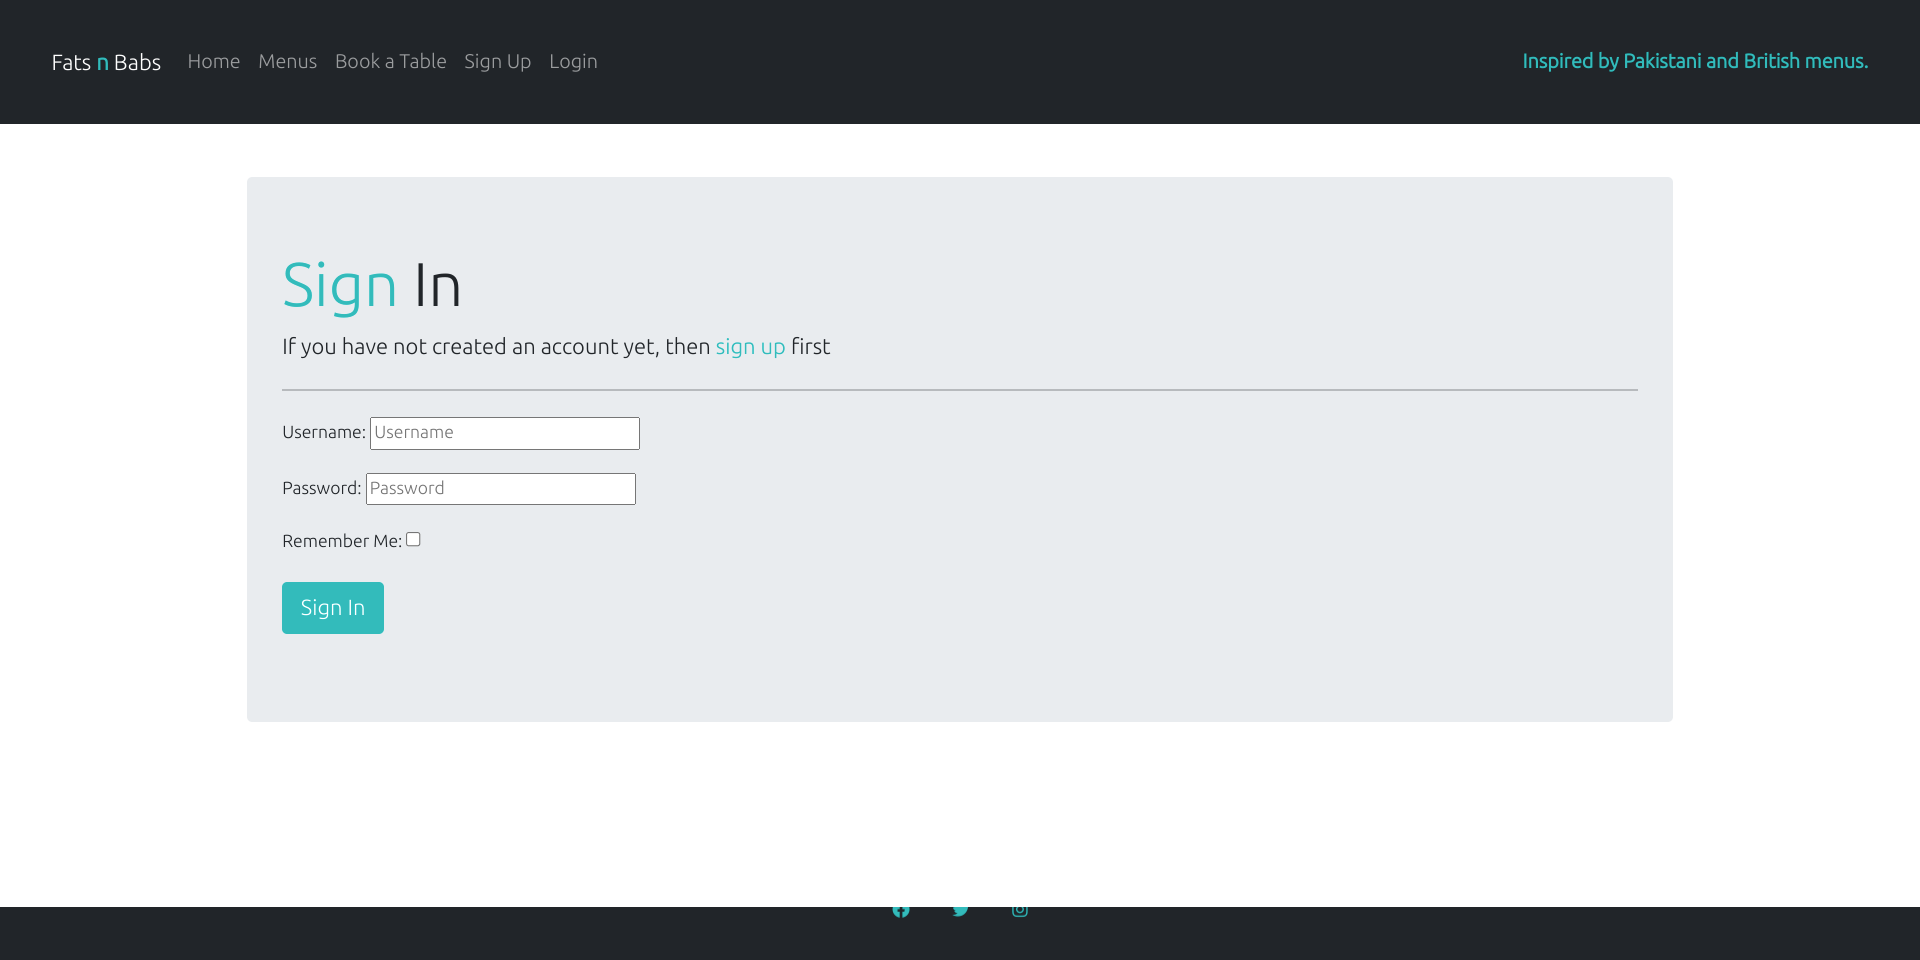 Fats n Babs Home Menus Book a Table Sign Up Login Inspired by Pakistani and British menus.
Sign In
If you have not created an account yet, then sign up first
Username: Username
Password: Password
Remember Me:
Sign In